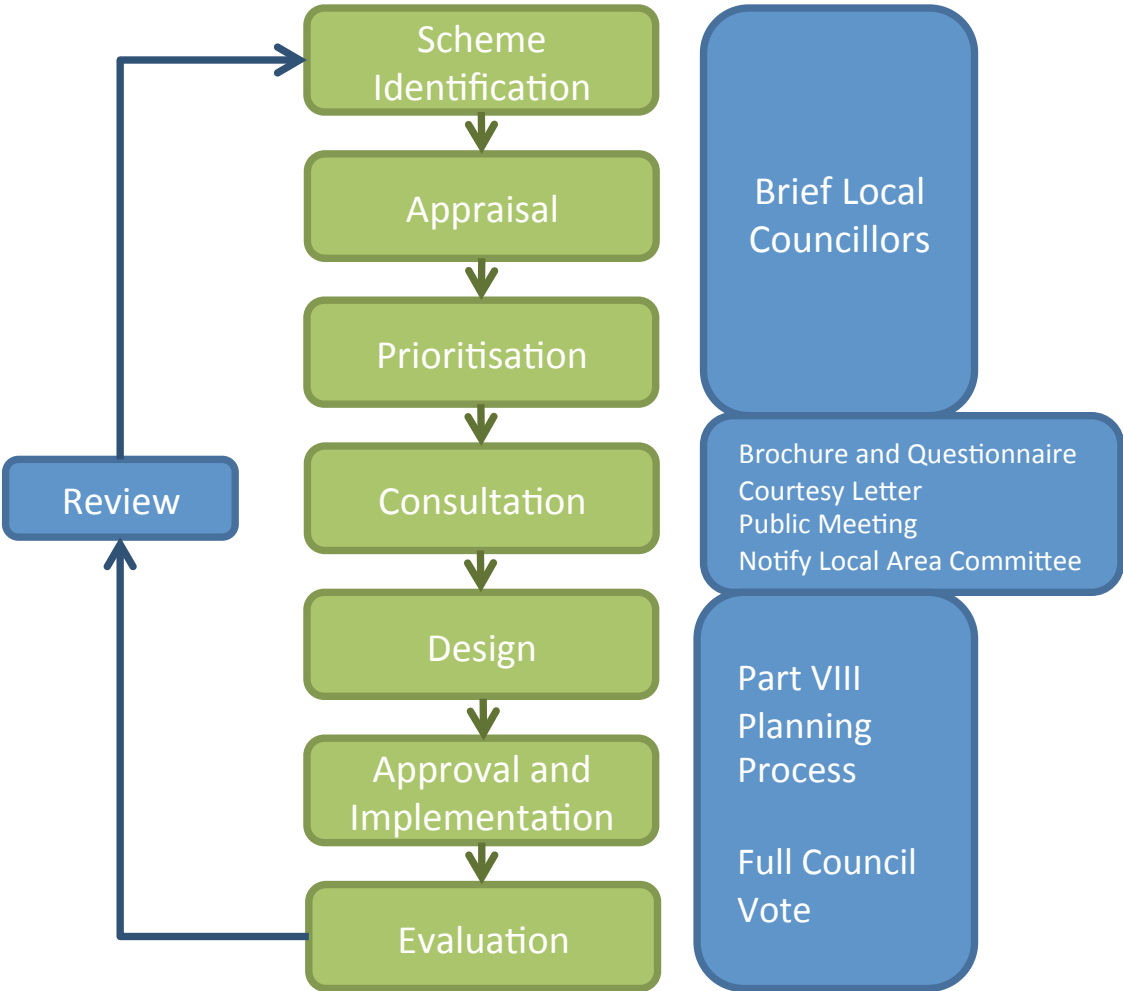 Scheme
Identification
Appraisal
Prioritisation
Consultation
Design
Approval and
Implementation
Evaluation
Review
Brief Local
Councillors
Brochure and Questionnaire
Courtesy Letter
Public Meeting
Notify Local Area Committee
Part VIII
Planning
Process
Full Council
Vote